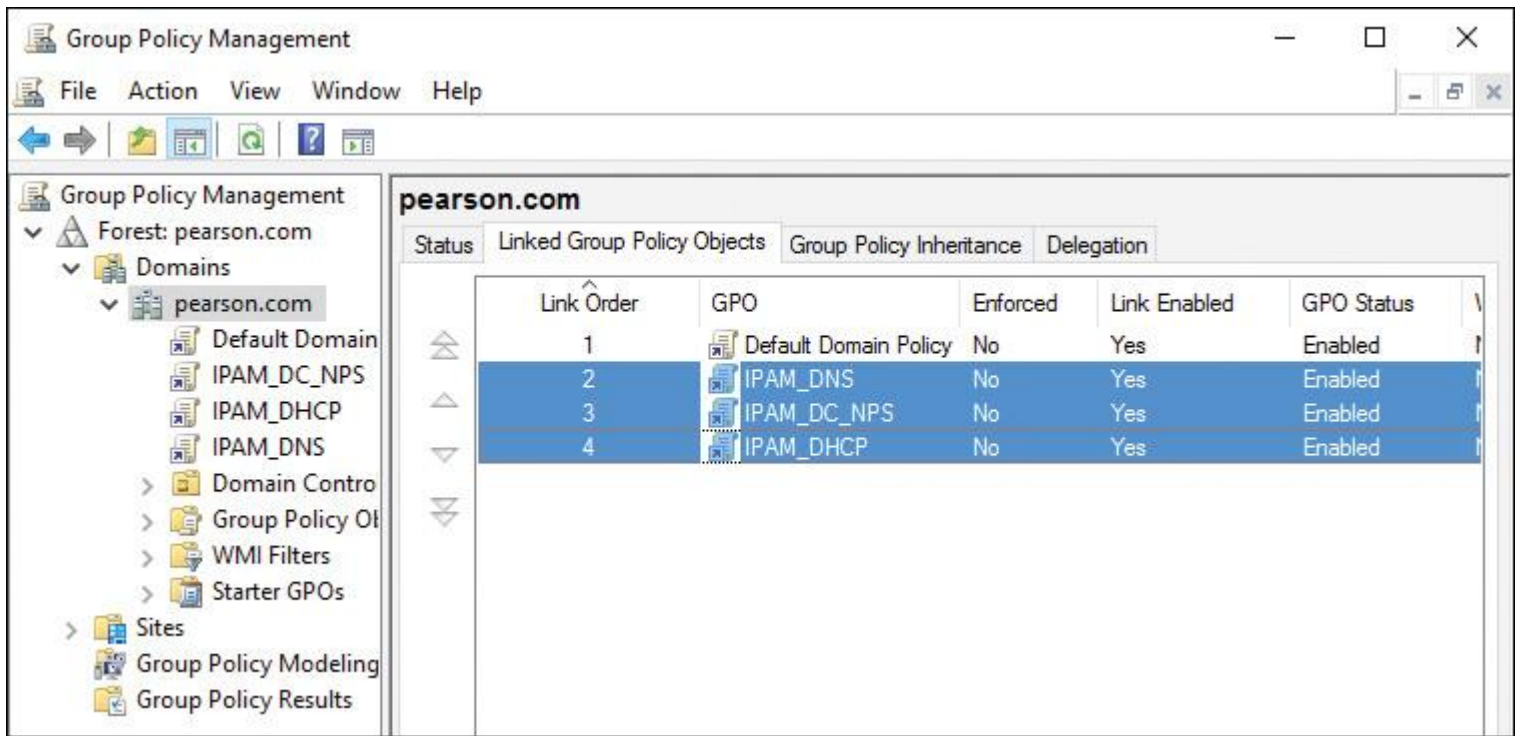 Group Policy Management
File Action View Window Help
Group Policy Management
Forest: pearson.com
Domains
pearson.com
Default Domain
IPAM_DC_NPS
IPAM_DHCP
IPAM_DNS
Domain Contro
Group Policy Ob
WMI Filters
Starter GPOs
Sites
Group Policy Modeling
Group Policy Results
pearson.com
Status Linked Group Policy Objects Group Policy Inheritance Delegation
Link Order GPO Enforced Link Enabled GPO Status
1 Default Domain Policy No Yes Enabled
2 IPAM_DNS No Yes Enabled
3 IPAM_DC_NPS No Yes Enabled
4 IPAM_DHCP No Yes Enabled